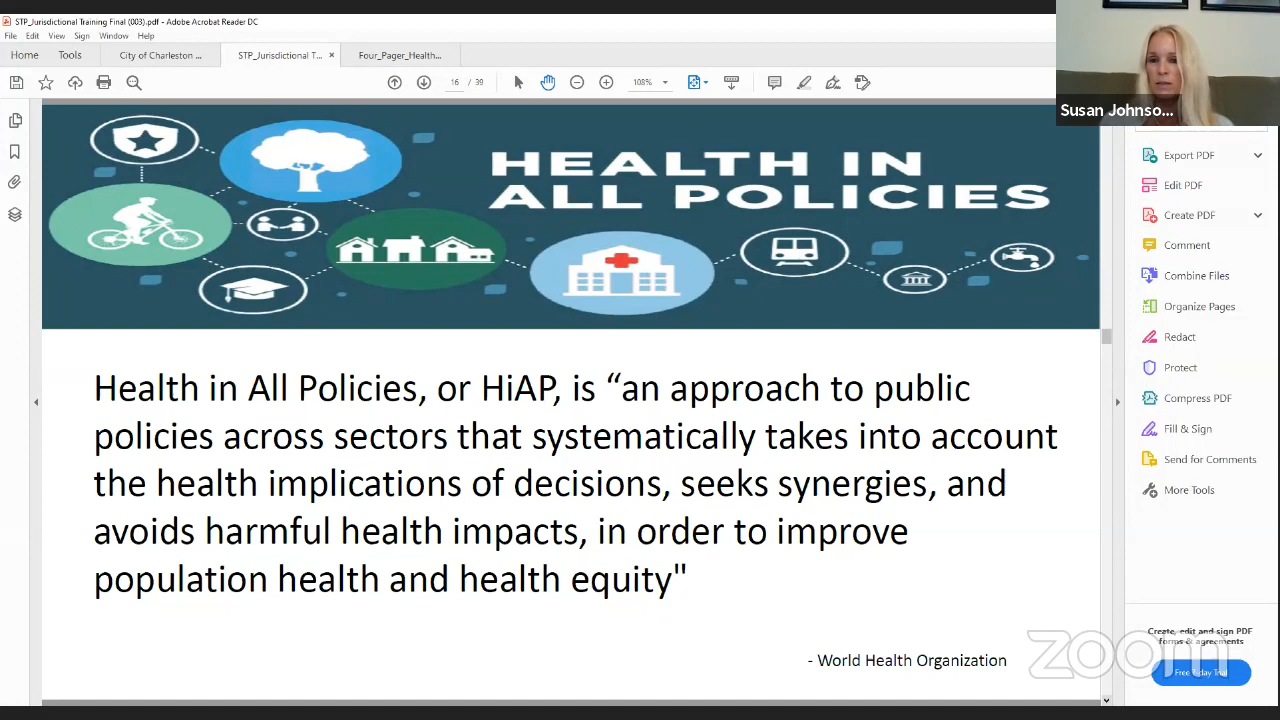 STP_Jurisdictional Training Final (003).pdf - Adobe Acrobat Reader DC
File Edit View Sign Window Help
Home Tools City of Charleston ... STP_Jurisdictional T... × Four_Pager_Health...
16 / 39 108%
Susan Johnso...
HEALTH IN
ALL POLICIES
Health in All Policies, or HiAP, is “an approach to public
policies across sectors that systematically takes into account
the health implications of decisions, seeks synergies, and
avoids harmful health impacts, in order to improve
population health and health equity"
- World Health Organization
Export PDF
Edit PDF
Create PDF
Comment
Combine Files
Organize Pages
Redact
Protect
Compress PDF
Fill & Sign
Send for Comments
More Tools
Create, edit and sign PDF
forms & agreements
Free 7-day Trial
zoom